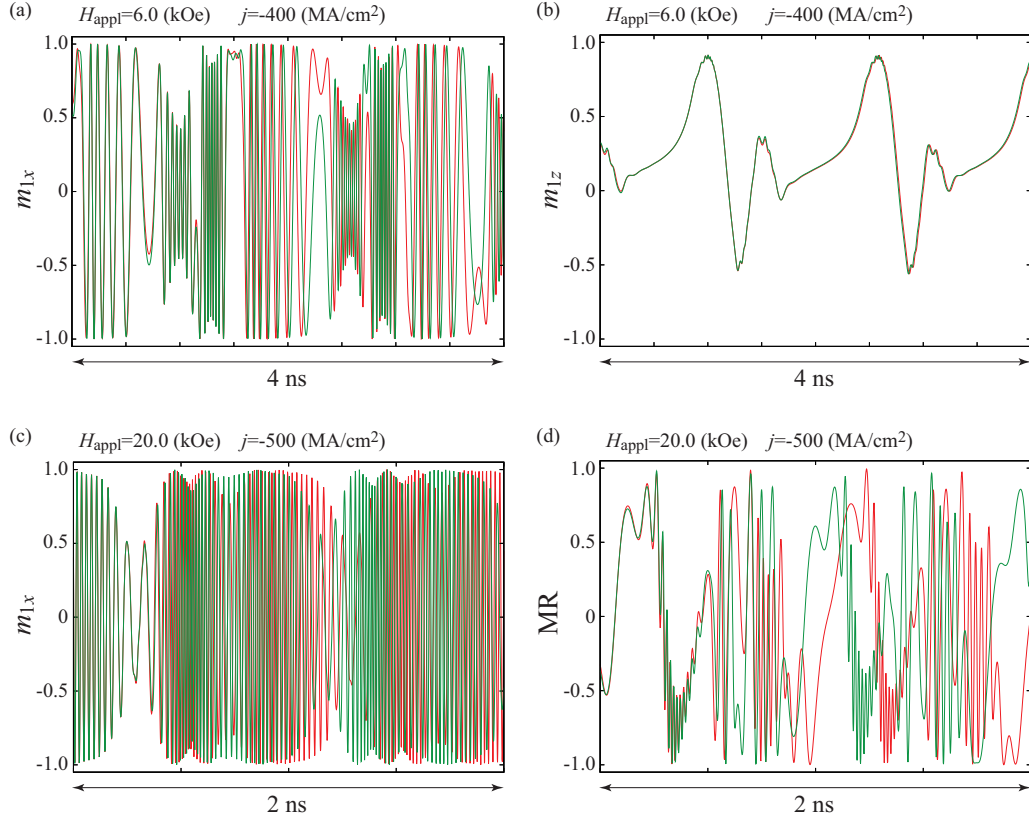 (a) H_appl=6.0 (kOe) j=-400 (MA/cm²)
1.0
0.5
0
-0.5
-1.0
m_1x
4 ns
(b) H_appl=6.0 (kOe) j=-400 (MA/cm²)
1.0
0.5
0
-0.5
-1.0
m_1z
4 ns
(c) H_appl=20.0 (kOe) j=-500 (MA/cm²)
1.0
0.5
0
-0.5
-1.0
m_1x
2 ns
(d) H_appl=20.0 (kOe) j=-500 (MA/cm²)
1.0
0.5
0
-0.5
-1.0
MR
2 ns